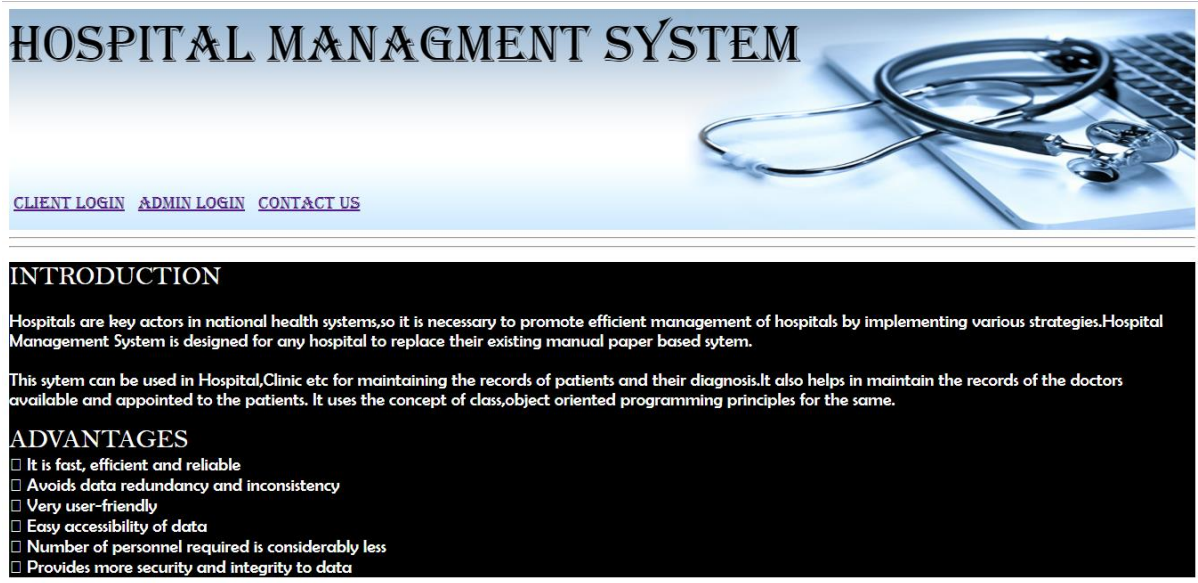 HOSPITAL MANAGMENT SYSTEM
CLIENT LOGIN ADMIN LOGIN CONTACT US
INTRODUCTION
Hospitals are key actors in national health systems,so it is necessary to promote efficient management of hospitals by implementing various strategies.Hospital
Management System is designed for any hospital to replace their existing manual paper based sytem.
This sytem can be used in Hospital,Clinic etc for maintaining the records of patients and their diagnosis.It also helps in maintain the records of the doctors
available and appointed to the patients. It uses the concept of class,object oriented programming principles for the same.
ADVANTAGES
□ It is fast, efficient and reliable
□ Avoids data redundancy and inconsistency
□ Very user-friendly
□ Easy accessibility of data
□ Number of personnel required is considerably less
□ Provides more security and integrity to data